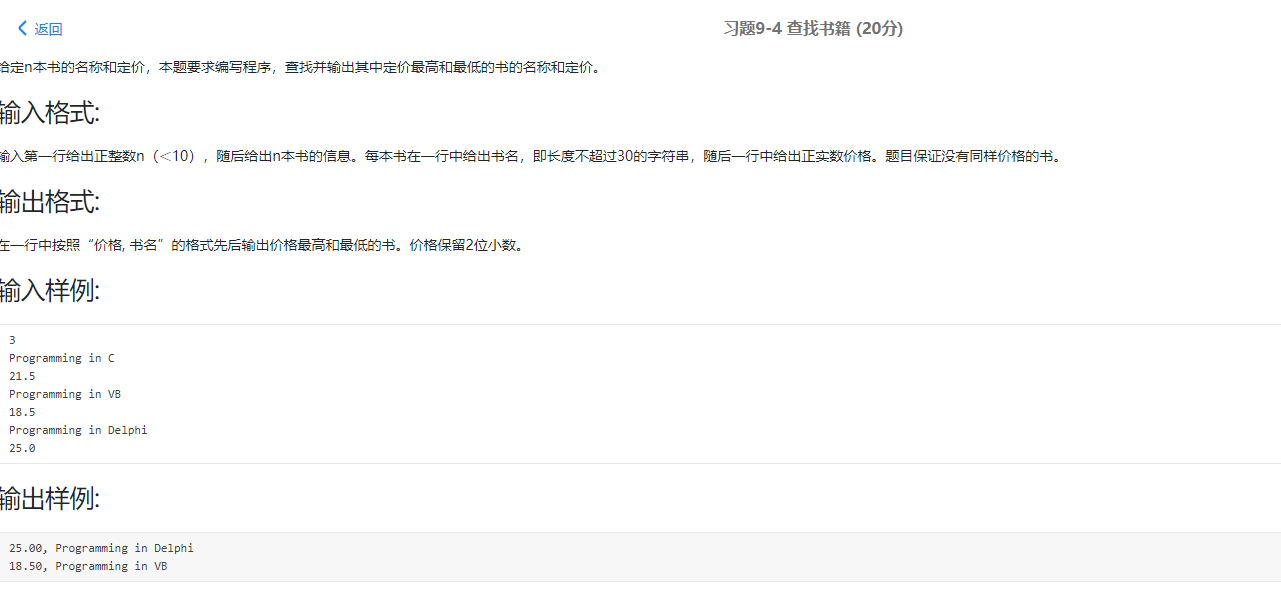 返回
习题9-4 查找书籍 (20分)
给定n本书的名称和定价，本题要求编写程序，查找并输出其中定价最高和最低的书的名称和定价。
输入格式:
输入第一行给出正整数n（<10），随后给出n本书的信息。每本书在一行中给出书名，即长度不超过30的字符串，随后一行中给出正实数价格。题目保证没有同样价格的书。
输出格式:
在一行中按照“价格, 书名”的格式先后输出价格最高和最低的书。价格保留2位小数。
输入样例:
3
Programming in C
21.5
Programming in VB
18.5
Programming in Delphi
25.0
输出样例:
25.00, Programming in Delphi
18.50, Programming in VB